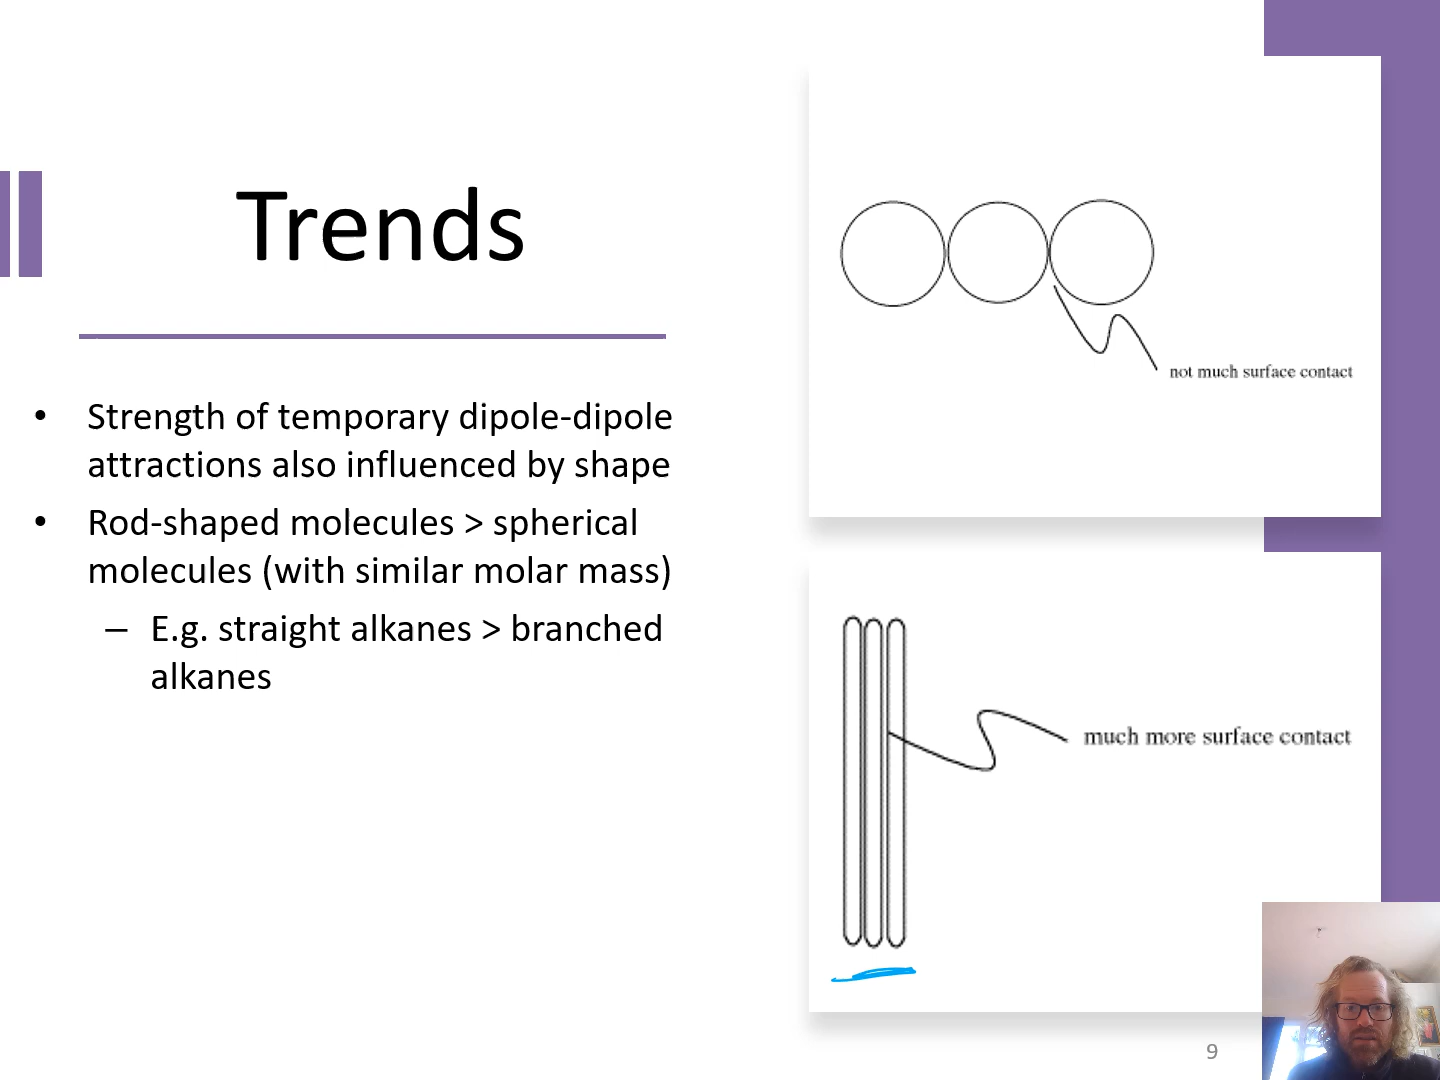 Trends
• Strength of temporary dipole-dipole
attractions also influenced by shape
• Rod-shaped molecules > spherical
molecules (with similar molar mass)
– E.g. straight alkanes > branched
alkanes
not much surface contact
much more surface contact
9